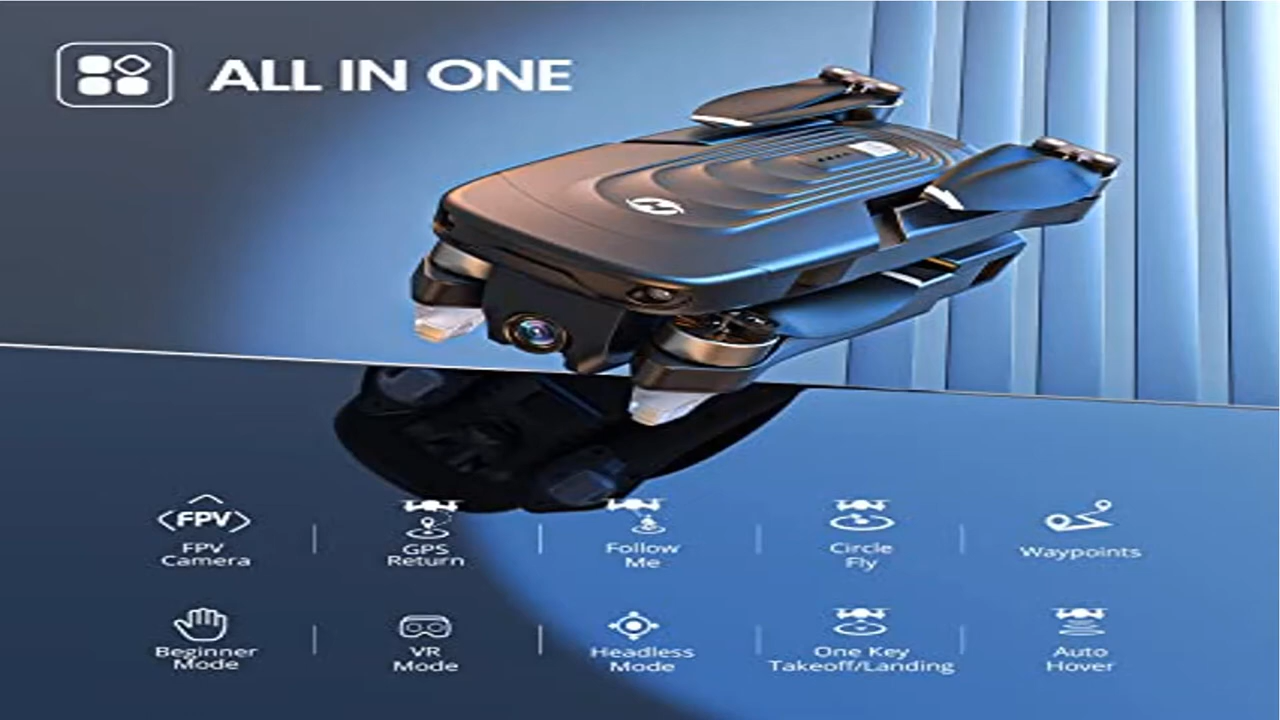 ALL IN ONE
FPV
FPV
Camera
GPS
Return
Follow
Me
Circle
Fly
Waypoints
Beginner
Mode
VR
Mode
Headless
Mode
One Key
Takeoff/Landing
Auto
Hover